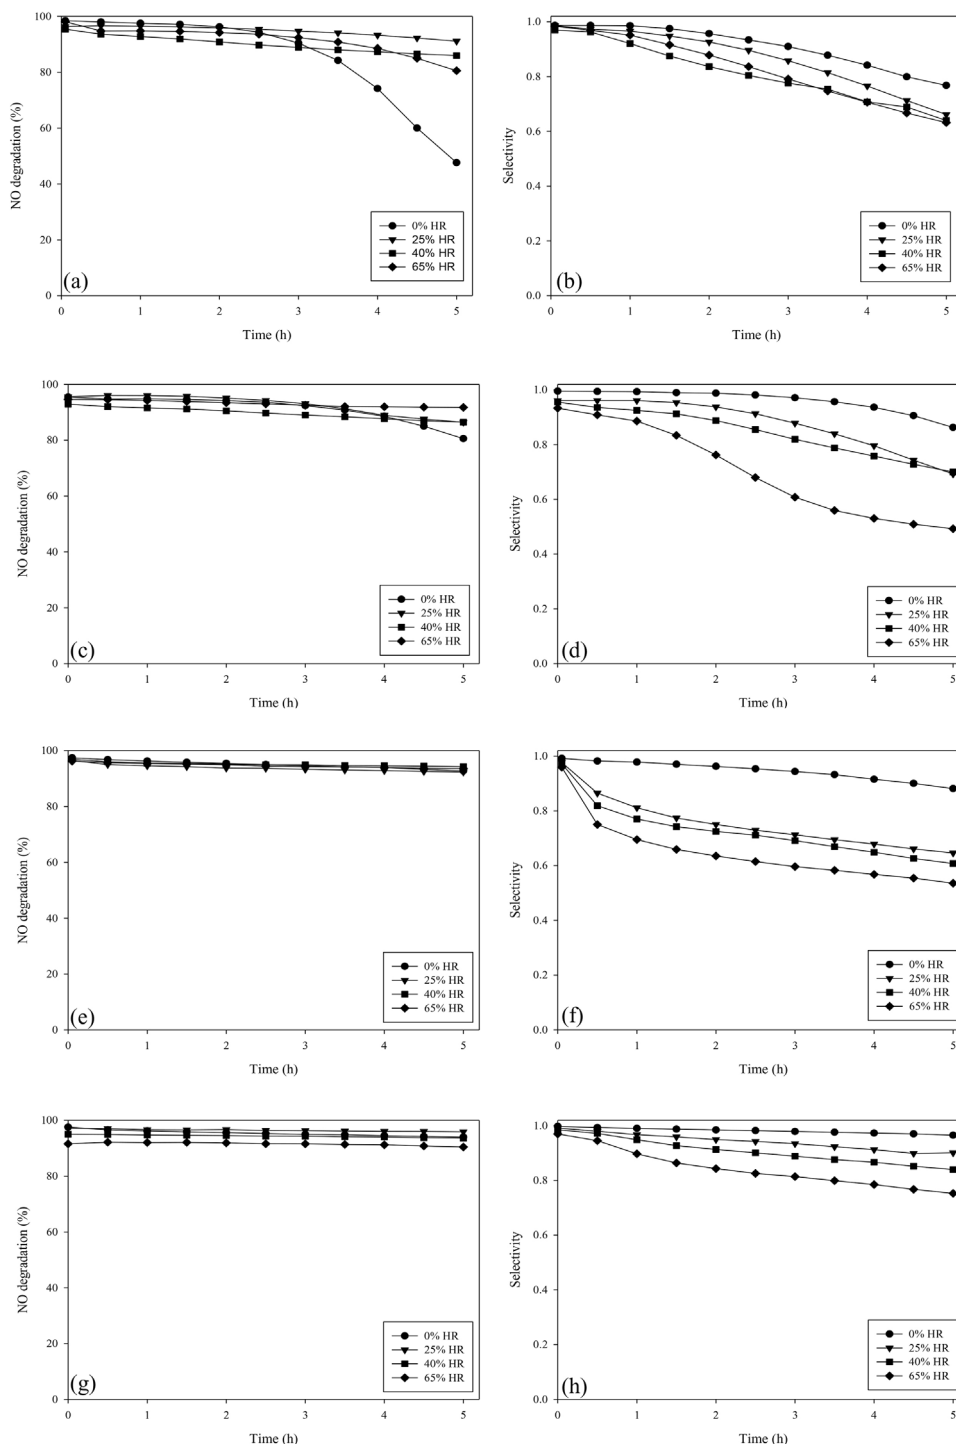 100
80
60
40
20
0
NO degradation (%)
0% HR
25% HR
40% HR
65% HR
(a)
0 1 2 3 4 5
Time (h)
1.0
0.8
0.6
0.4
0.2
0.0
Selectivity
0% HR
25% HR
40% HR
65% HR
(b)
0 1 2 3 4 5
Time (h)
100
80
60
40
20
0
NO degradation (%)
0% HR
25% HR
40% HR
65% HR
(c)
0 1 2 3 4 5
Time (h)
1.0
0.8
0.6
0.4
0.2
0.0
Selectivity
0% HR
25% HR
40% HR
65% HR
(d)
0 1 2 3 4 5
Time (h)
100
80
60
40
20
0
NO degradation (%)
0% HR
25% HR
40% HR
65% HR
(e)
0 1 2 3 4 5
Time (h)
1.0
0.8
0.6
0.4
0.2
0.0
Selectivity
0% HR
25% HR
40% HR
65% HR
(f)
0 1 2 3 4 5
Time (h)
100
80
60
40
20
0
NO degradation (%)
0% HR
25% HR
40% HR
65% HR
(g)
0 1 2 3 4 5
Time (h)
1.0
0.8
0.6
0.4
0.2
0.0
Selectivity
0% HR
25% HR
40% HR
65% HR
(h)
0 1 2 3 4 5
Time (h)